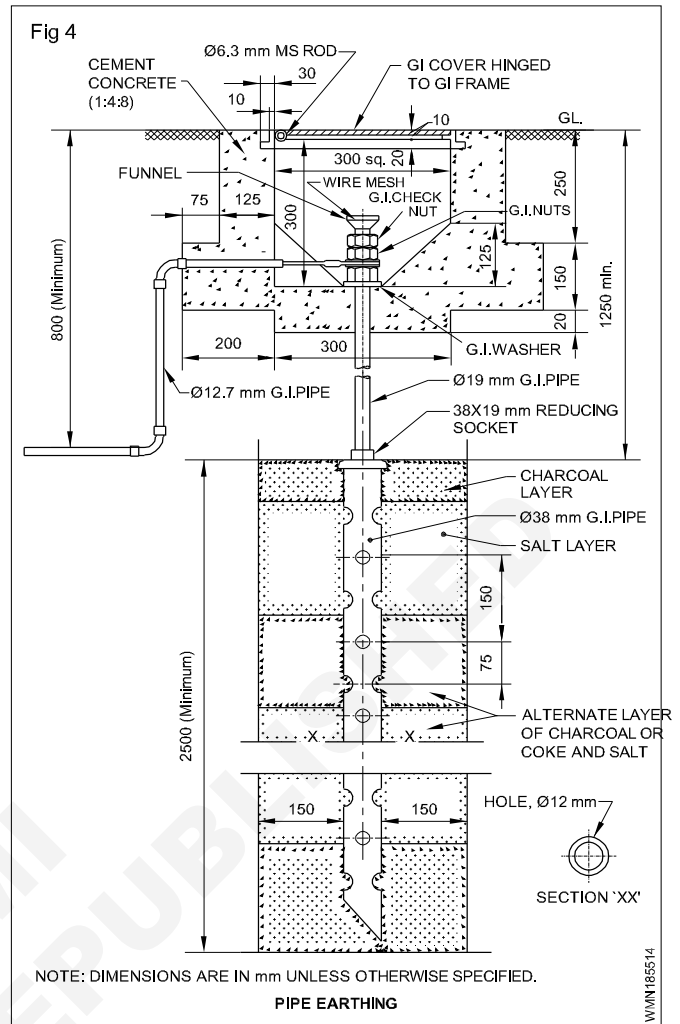 Fig 4
Ø6.3 mm MS ROD
CEMENT
CONCRETE
(1:4:8)
30
10
GI COVER HINGED
TO GI FRAME
10
GL.
300 sq.
20
FUNNEL
WIRE MESH
G.I.CHECK
NUT
G.I.NUTS
75
125
300
125
250
150
20
800 (Minimum)
1250 mln.
200
300
G.I.WASHER
Ø12.7 mm G.I.PIPE
Ø19 mm G.I.PIPE
38X19 mm REDUCING
SOCKET
CHARCOAL
LAYER
Ø38 mm G.I.PIPE
SALT LAYER
150
75
2500 (Minimum)
ALTERNATE LAYER
OF CHARCOAL OR
COKE AND SALT
X
X
150
150
HOLE, Ø12 mm
SECTION `XX'
NOTE: DIMENSIONS ARE IN mm UNLESS OTHERWISE SPECIFIED.
PIPE EARTHING
WMN185514